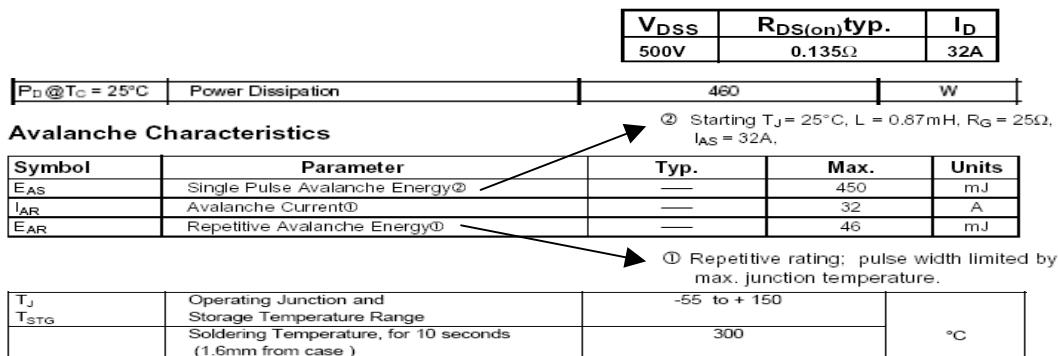 VDSS RDS(on)typ. ID
500V 0.135Ω 32A
PD@TC = 25°C Power Dissipation 460 W
② Starting TJ = 25°C, L = 0.87mH, RG = 25Ω,
IAS = 32A,
Avalanche Characteristics
Symbol Parameter Typ. Max. Units
EAS Single Pulse Avalanche Energy② — 450 mJ
IAR Avalanche Current① — 32 A
EAR Repetitive Avalanche Energy① — 46 mJ
① Repetitive rating; pulse width limited by
max. junction temperature.
TJ Operating Junction and -55 to + 150
TSTG Storage Temperature Range
Soldering Temperature, for 10 seconds 300 °C
(1.6mm from case )